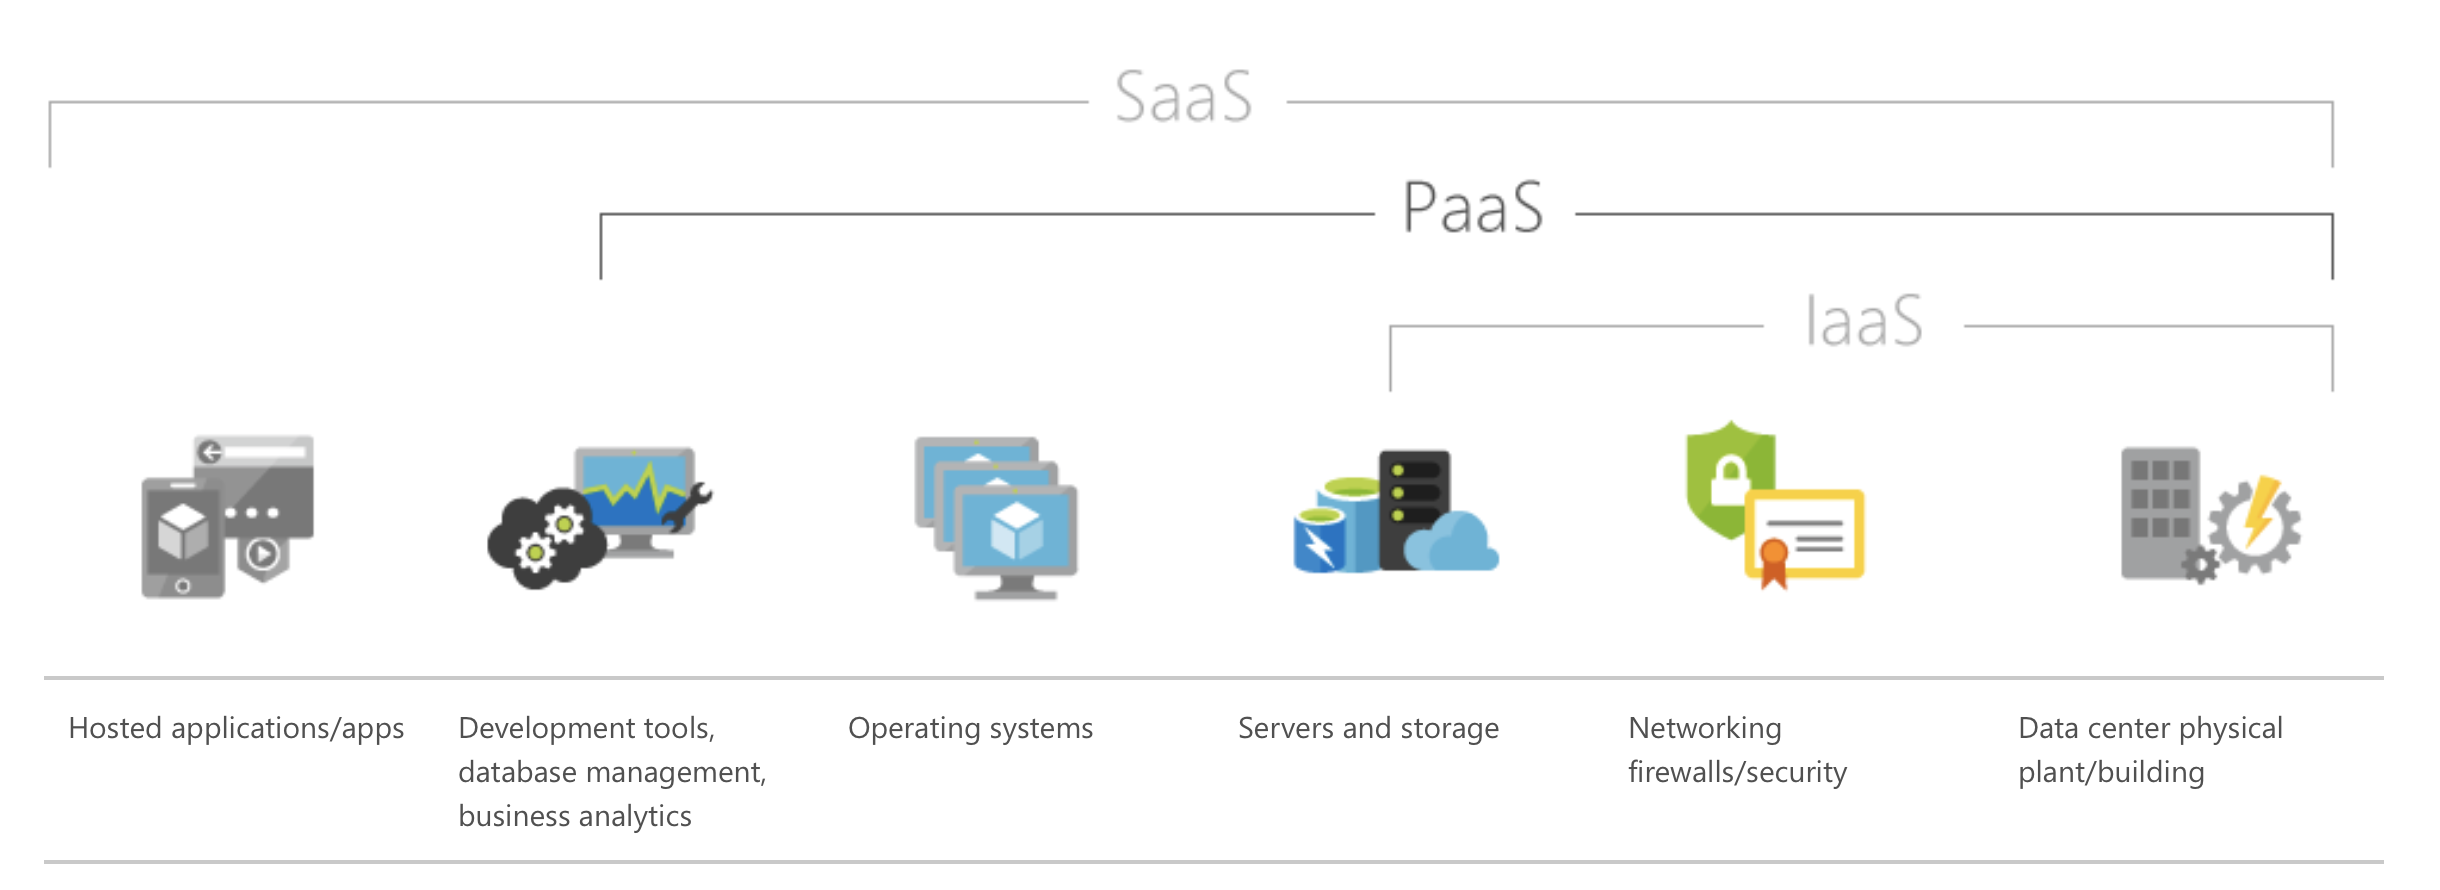 SaaS
PaaS
IaaS
Hosted applications/apps
Development tools,
database management,
business analytics
Operating systems
Servers and storage
Networking
firewalls/security
Data center physical
plant/building